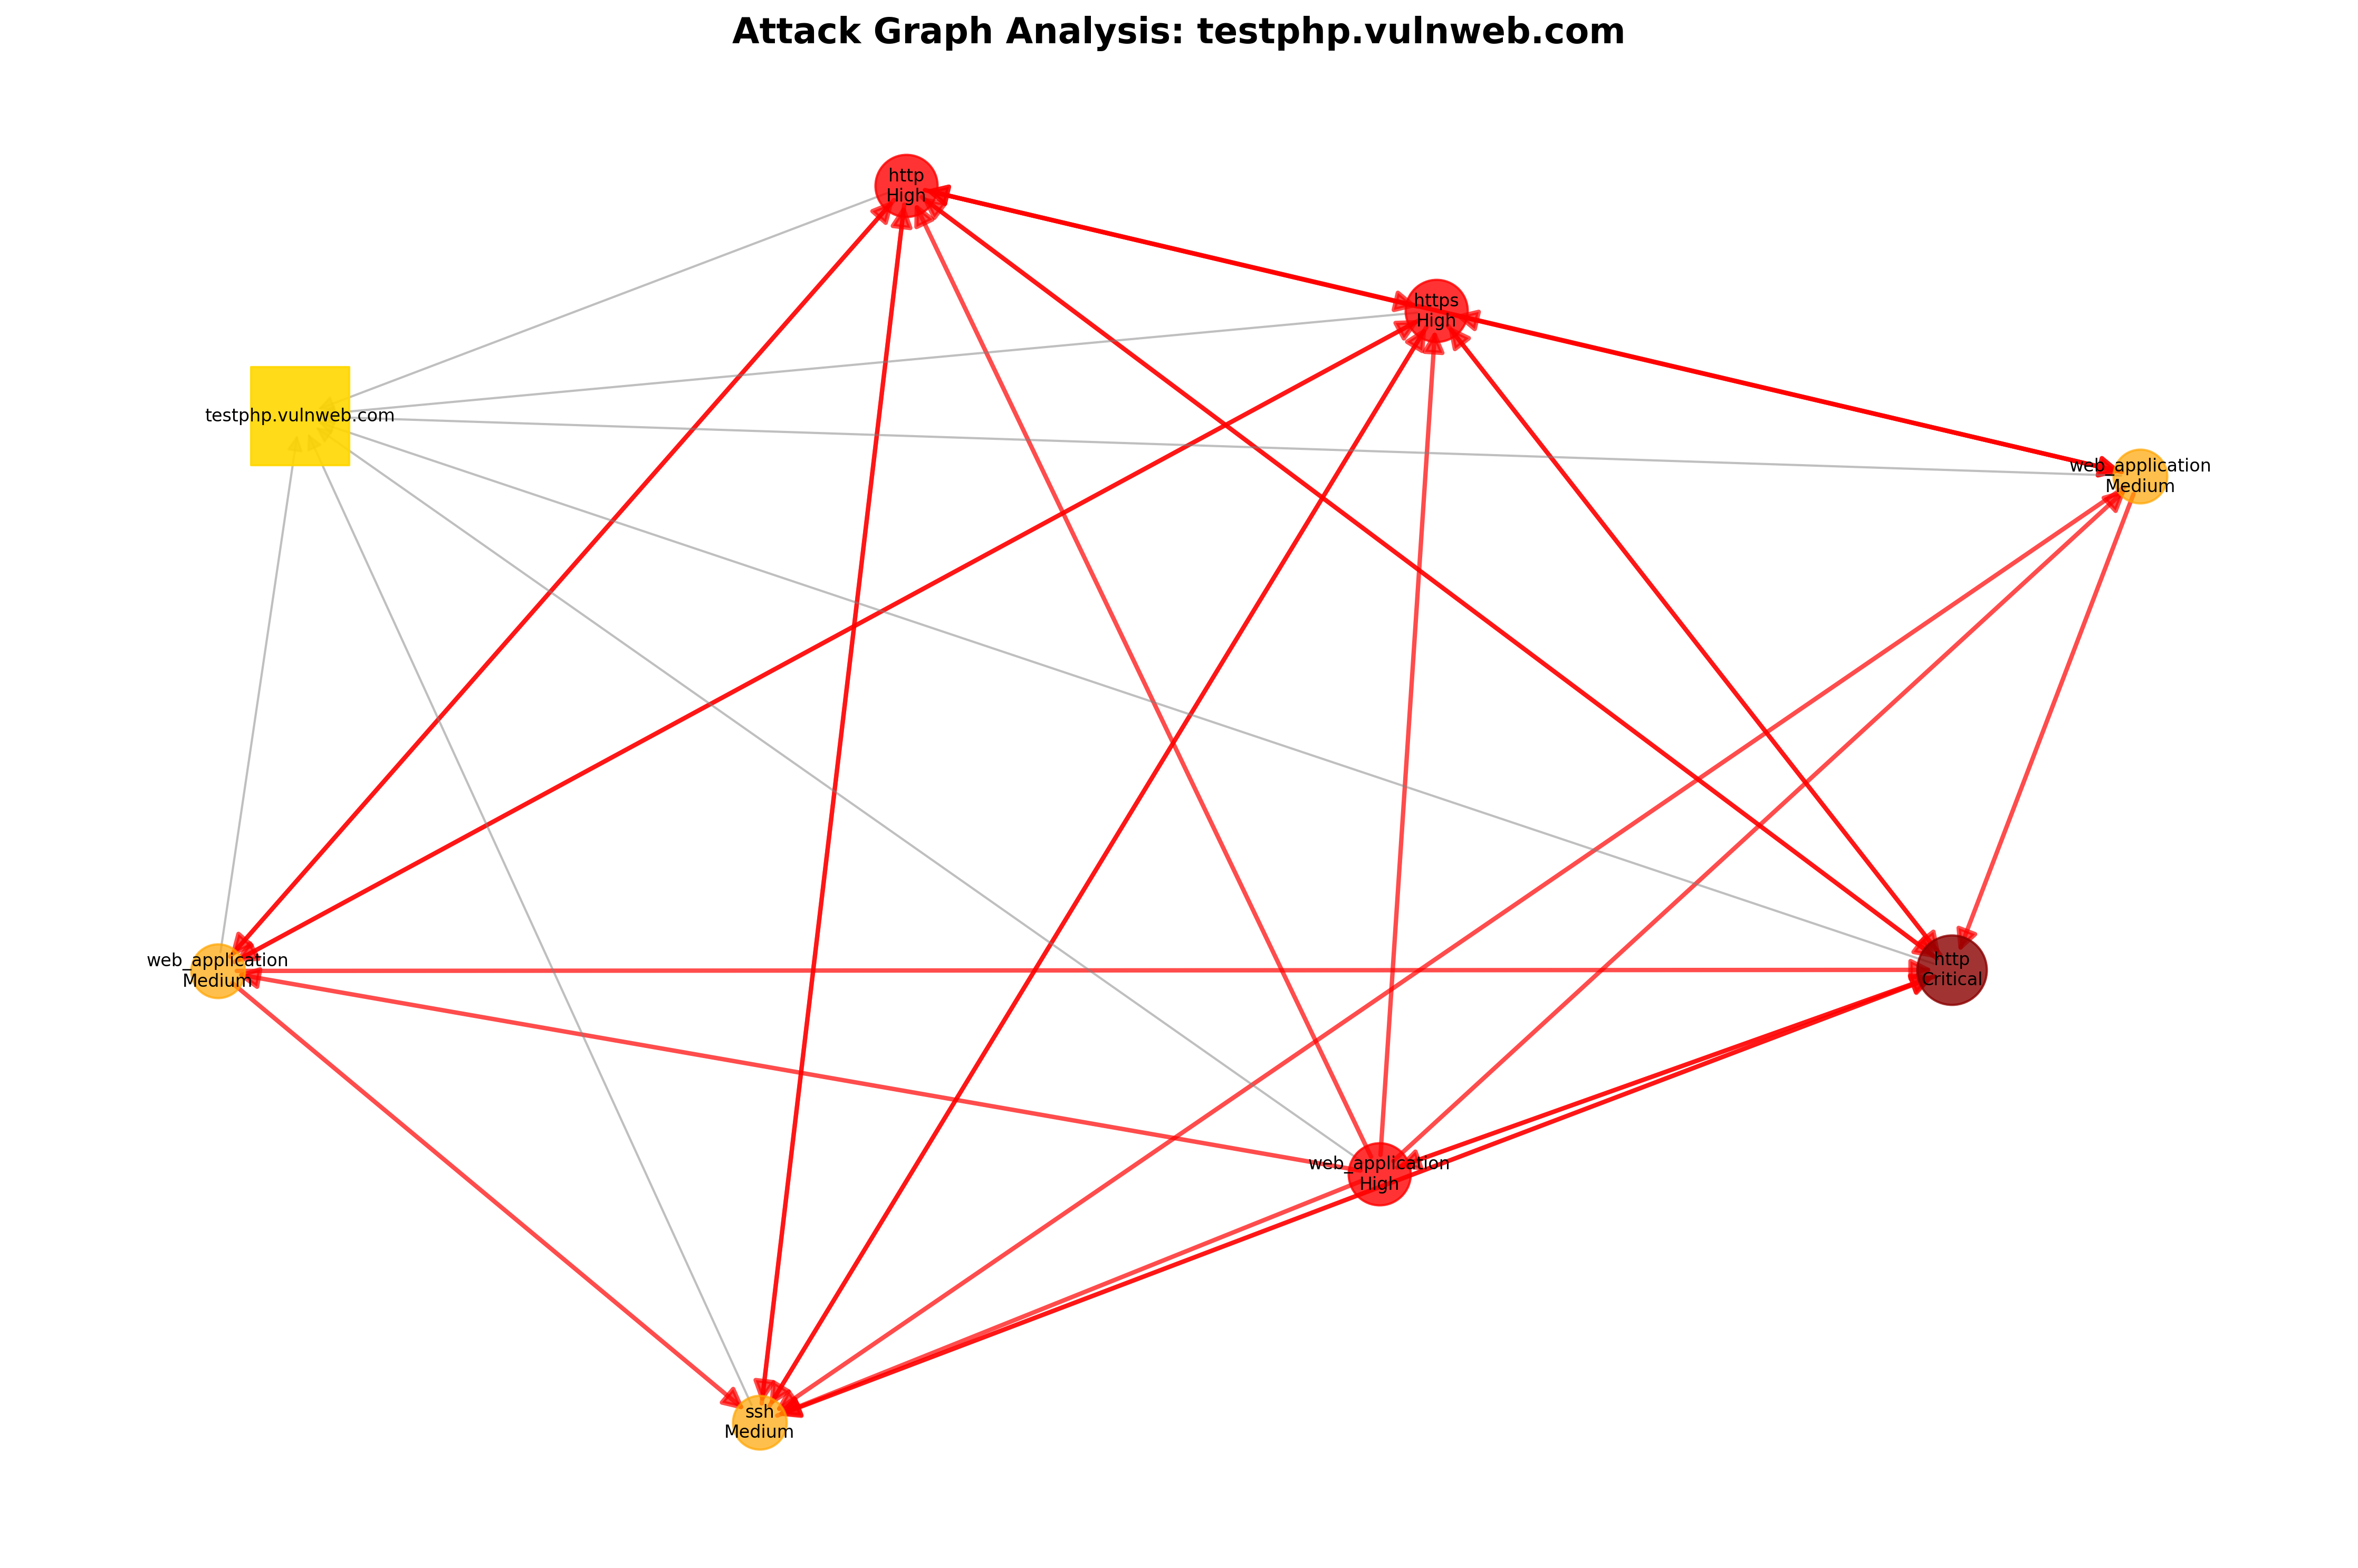 Attack Graph Analysis: testphp.vulnweb.com
http
High
https
High
testphp.vulnweb.com
web_application
Medium
web_application
Medium
http
Critical
web_application
High
ssh
Medium